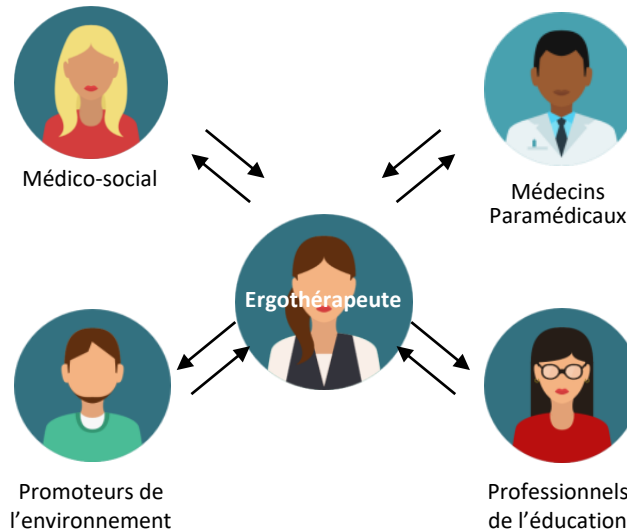 Médico-social
Médecins
Paramédicaux
Ergothérapeute
Promoteurs de
l’environnement
Professionnels
de l’éducation